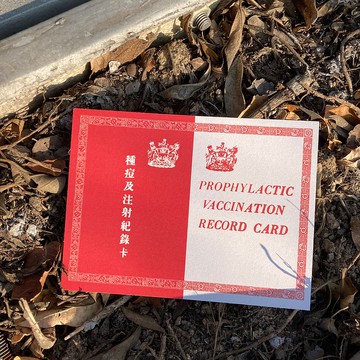 種痘及注射紀錄卡
PROPHYLACTIC
VACCINATION
RECORD CARD